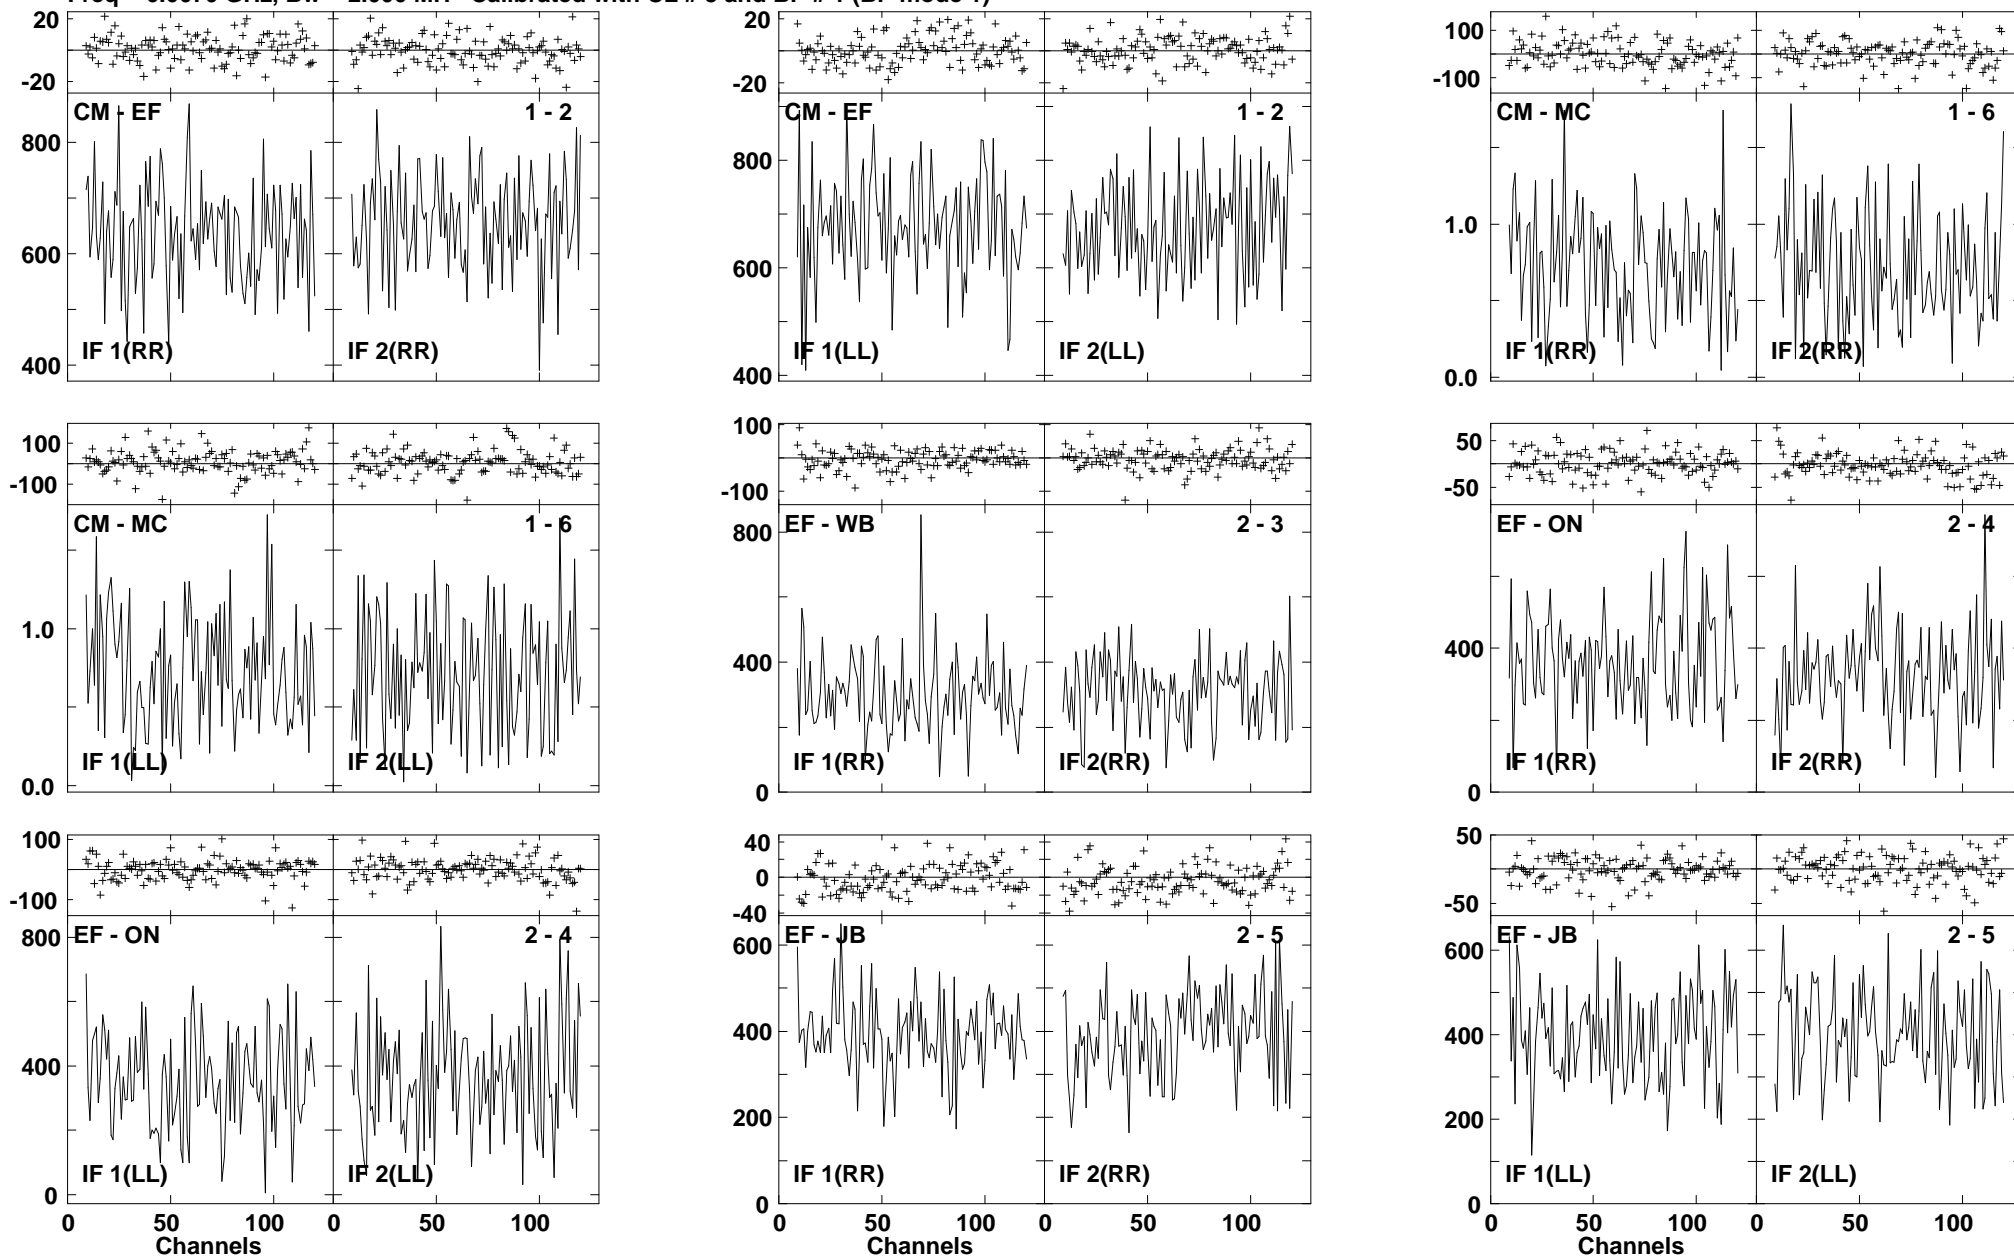 20
-20
CM - EF
1 - 2
800
600
400
IF 1(RR)
IF 2(RR)
20
-20
CM - EF
1 - 2
800
600
400
IF 1(LL)
IF 2(LL)
100
-100
CM - MC
1 - 6
1.0
0.0
IF 1(RR)
IF 2(RR)
100
-100
CM - MC
1 - 6
1.0
0.0
IF 1(LL)
IF 2(LL)
100
-100
EF - WB
2 - 3
800
400
0
IF 1(RR)
IF 2(RR)
50
-50
EF - ON
2 - 4
400
0
IF 1(RR)
IF 2(RR)
100
-100
EF - ON
2 - 4
800
400
0
IF 1(LL)
IF 2(LL)
0 50 100 0 50 100
Channels
40
0
-40
EF - JB
2 - 5
600
400
200
0
IF 1(RR)
IF 2(RR)
0 50 100 0 50 100
Channels
50
-50
EF - JB
2 - 5
600
400
200
0
IF 1(LL)
IF 2(LL)
0 50 100 0 50 100
Channels